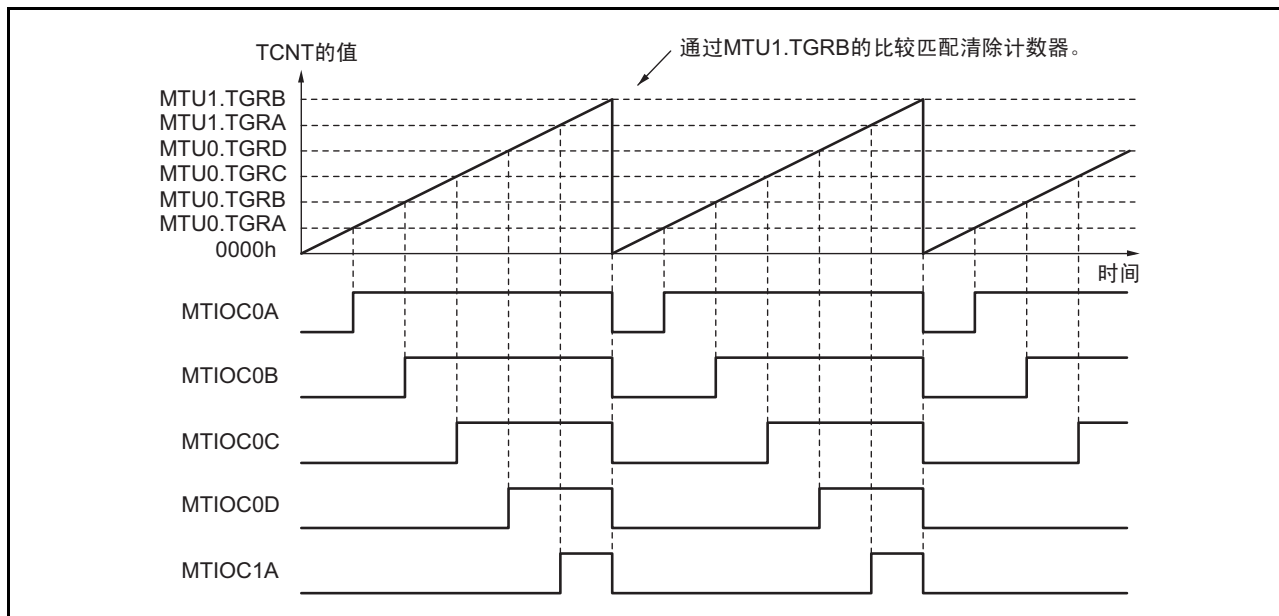 通过MTU1.TGRB的比较匹配清除计数器。
TCNT的值
MTU1.TGRB
MTU1.TGRA
MTU0.TGRD
MTU0.TGRC
MTU0.TGRB
MTU0.TGRA
0000h
时间
MTIOC0A
MTIOC0B
MTIOC0C
MTIOC0D
MTIOC1A